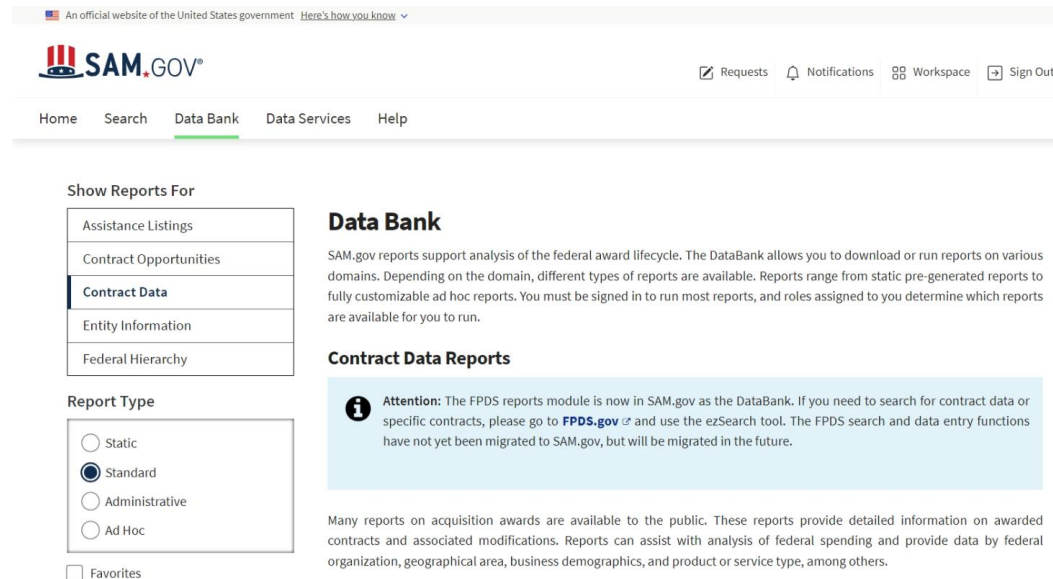 An official website of the United States government Here's how you know
SAM.GOV®
Requests
Notifications
Workspace
Sign Out
Home
Search
Data Bank
Data Services
Help
Show Reports For
Assistance Listings
Contract Opportunities
Contract Data
Entity Information
Federal Hierarchy
Report Type
Static
Standard
Administrative
Ad Hoc
Favorites
Data Bank
SAM.gov reports support analysis of the federal award lifecycle. The DataBank allows you to download or run reports on various
domains. Depending on the domain, different types of reports are available. Reports range from static pre-generated reports to
fully customizable ad hoc reports. You must be signed in to run most reports, and roles assigned to you determine which reports
are available for you to run.
Contract Data Reports
Attention: The FPDS reports module is now in SAM.gov as the DataBank. If you need to search for contract data or
specific contracts, please go to FPDS.gov and use the ezSearch tool. The FPDS search and data entry functions
have not yet been migrated to SAM.gov, but will be migrated in the future.
Many reports on acquisition awards are available to the public. These reports provide detailed information on awarded
contracts and associated modifications. Reports can assist with analysis of federal spending and provide data by federal
organization, geographical area, business demographics, and product or service type, among others.